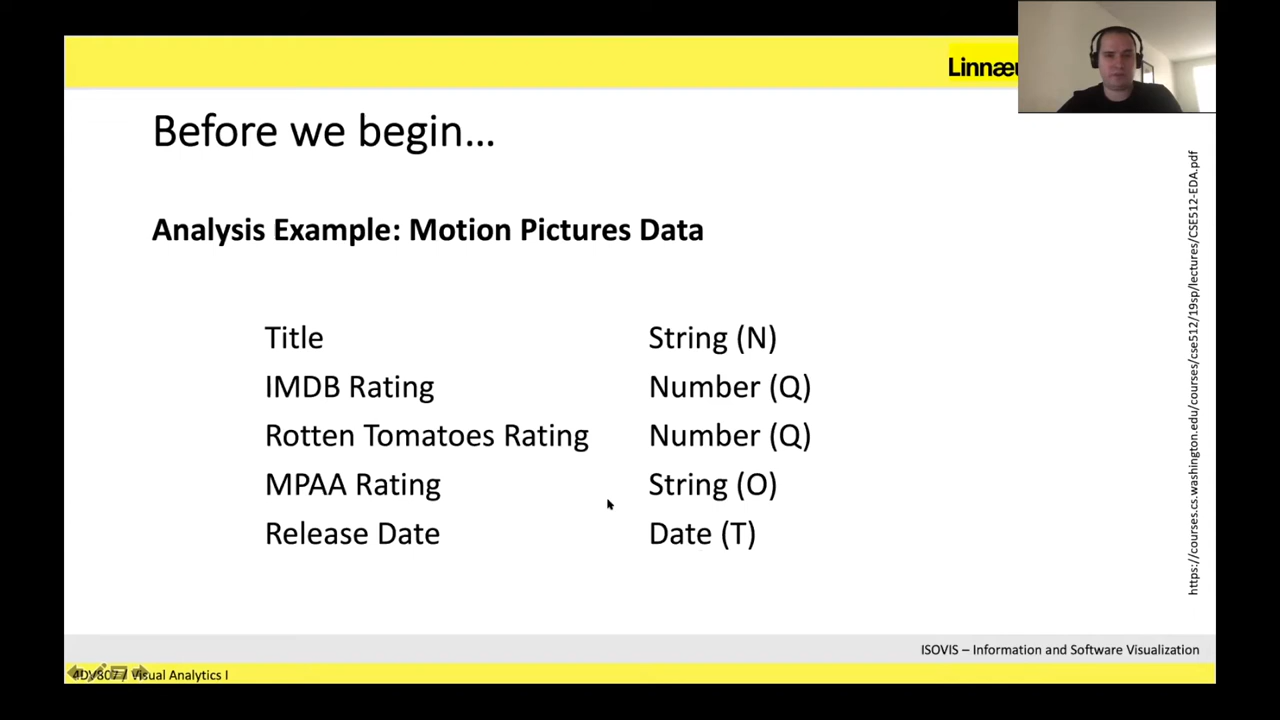 Linnæu
Before we begin...
Analysis Example: Motion Pictures Data
Title String (N)
IMDB Rating Number (Q)
Rotten Tomatoes Rating Number (Q)
MPAA Rating String (O)
Release Date Date (T)
https://courses.cs.washington.edu/courses/cse512/19sp/lectures/CSE512-EDA.pdf
ISOVIS – Information and Software Visualization
4DV807 / Visual Analytics I